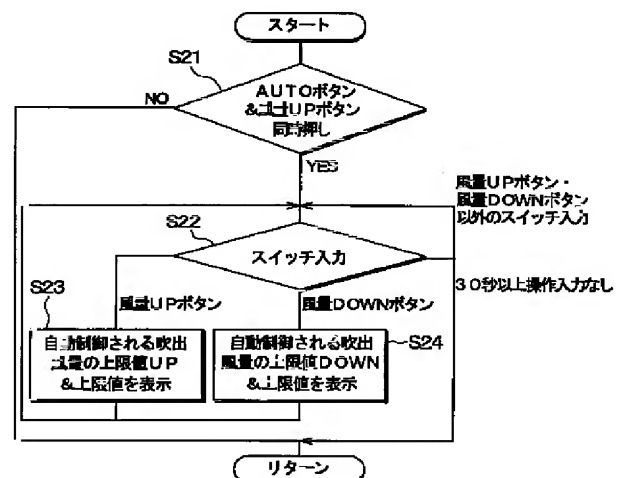 スタート
S21
AUTOボタン
&風量UPボタン
同時押し
NO
YES
風量UPボタン・
風量DOWNボタン
以外のスイッチ入力
S22
スイッチ入力
30秒以上操作入力なし
S23
風量UPボタン
風量DOWNボタン
自動制御される吹出
風量の上限値UP
&上限値を表示
自動制御される吹出
風量の上限値DOWN
&上限値を表示
S24
リターン